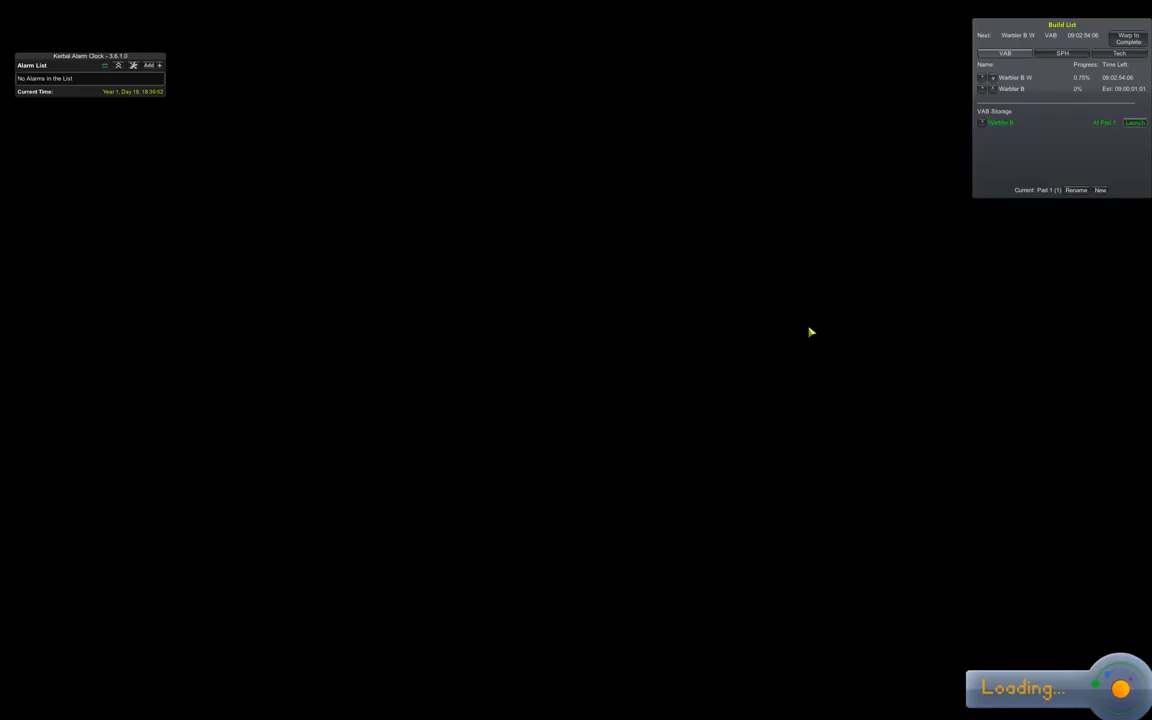 Kerbal Alarm Clock - 3.8.1.0
Alarm List
Add +
No Alarms in the List
Current Time: Year 1, Day 18, 18:39:52
Build List
Next: Warbler B W VAB 09:02:54:06 Warp to Complete
VAB SPH Tech
Name: Progress: Time Left:
Warbler B W 0.75% 09:02:54:06
Warbler B 0% Est: 09:00:01:01
VAB Storage
* Warbler B At Pad 1 Launch
Current: Pad 1 (1) Rename New
Loading...